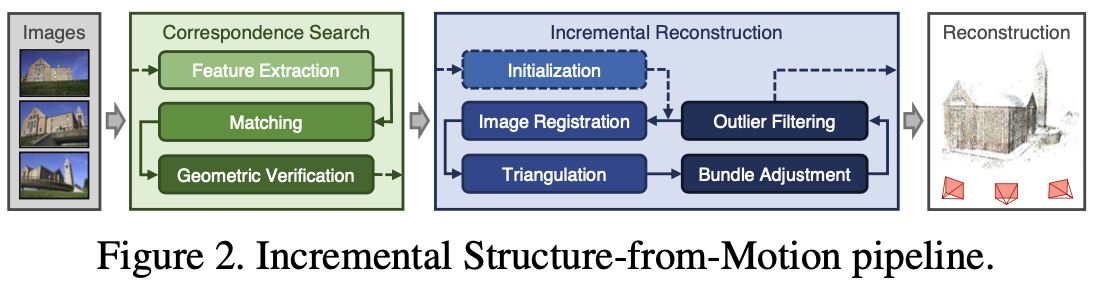 Images
Correspondence Search
Incremental Reconstruction
Reconstruction
Feature Extraction
Matching
Geometric Verification
Initialization
Image Registration
Outlier Filtering
Triangulation
Bundle Adjustment
Figure 2. Incremental Structure-from-Motion pipeline.